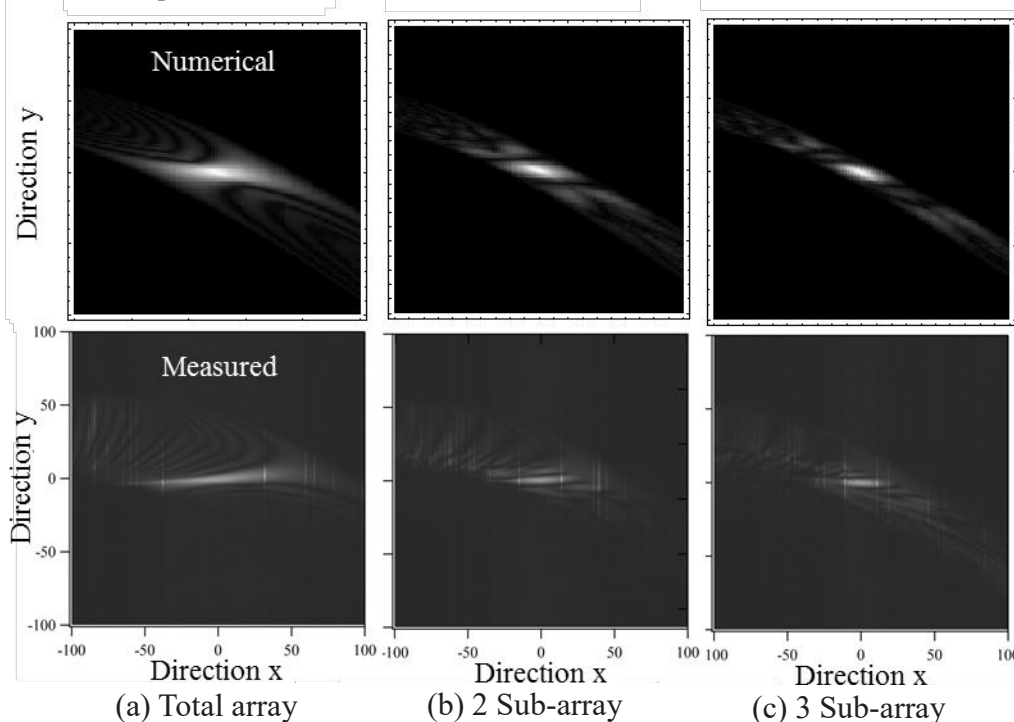 Numerical
Direction y
Measured
Direction y
100
50
0
-50
-100
-100 -50 0 50 100
-100 -50 0 50 100
100 -50 0 50 100
Direction x
Direction x
Direction x
(a) Total array
(b) 2 Sub-array
(c) 3 Sub-array